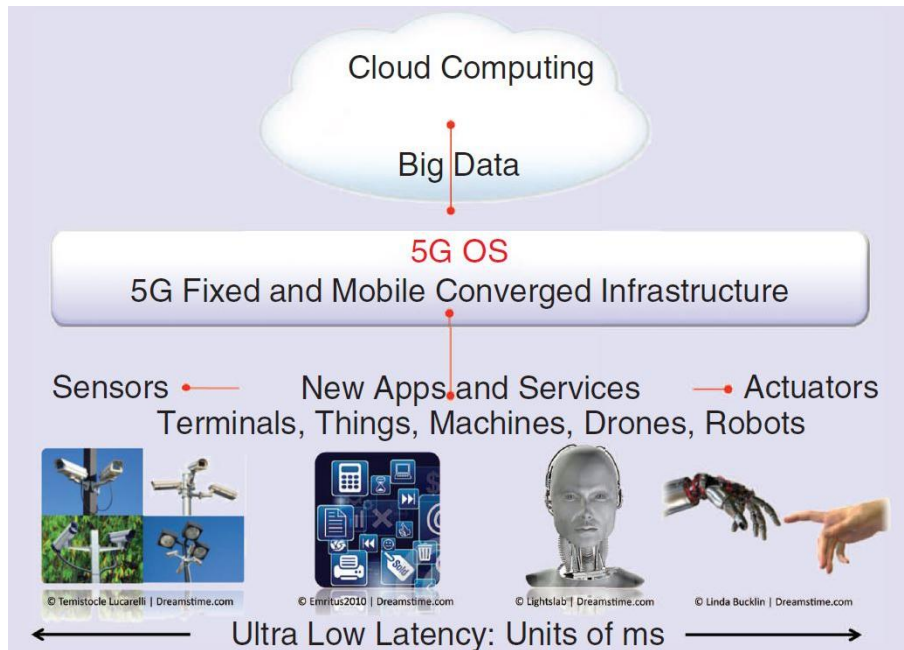 Cloud Computing
Big Data
5G OS
5G Fixed and Mobile Converged Infrastructure
Sensors New Apps and Services Actuators
Terminals, Things, Machines, Drones, Robots
Sold
© Temistocle Lucarelli | Dreamstime.com © Emritus2010 | Dreamstime.com © Lightslab | Dreamstime.com © Linda Bucklin | Dreamstime.com
Ultra Low Latency: Units of ms